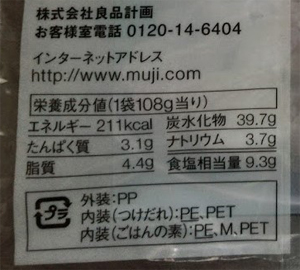 株式会社良品計画
お客様室電話 0120-14-6404
インターネットアドレス
http://www.muji.com/
栄養成分値(1袋108g当り)
エネルギー 211kcal 炭水化物 39.7g
たんぱく質 3.1g ナトリウム 3.7g
脂質 4.4g 食塩相当量 9.3g
プラ
外装:PP
内装(つけだれ):PE、PET
内装(ごはんの素):PE、M、PET